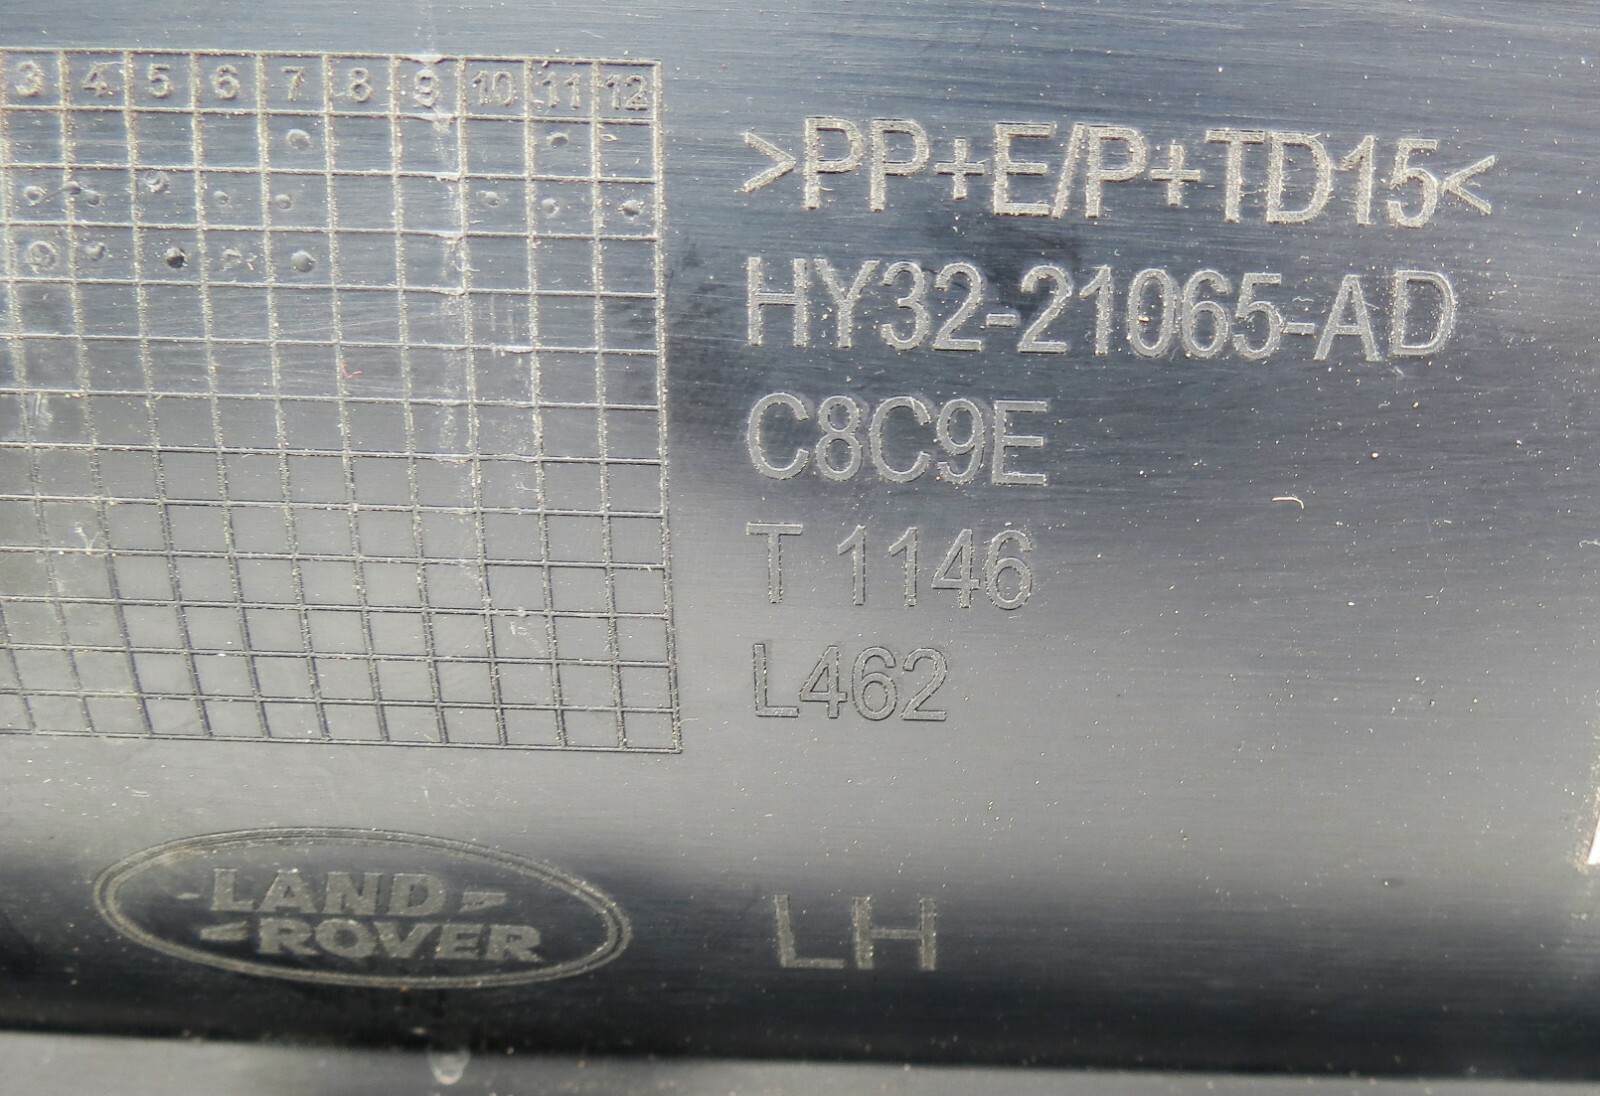 3 4 5 6 7 8 9 10 11 12
>PP+E/P+TD15<
HY32-21065-AD
C8C9E
T 1146
L462
LAND
ROVER
LH